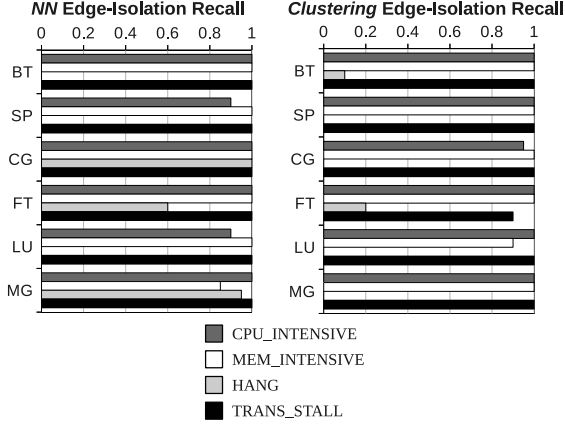 NN Edge-Isolation Recall
0 0.2 0.4 0.6 0.8 1
BT
SP
CG
FT
LU
MG
Clustering Edge-Isolation Recall
0 0.2 0.4 0.6 0.8 1
BT
SP
CG
FT
LU
MG
CPU_INTENSIVE
MEM_INTENSIVE
HANG
TRANS_STALL